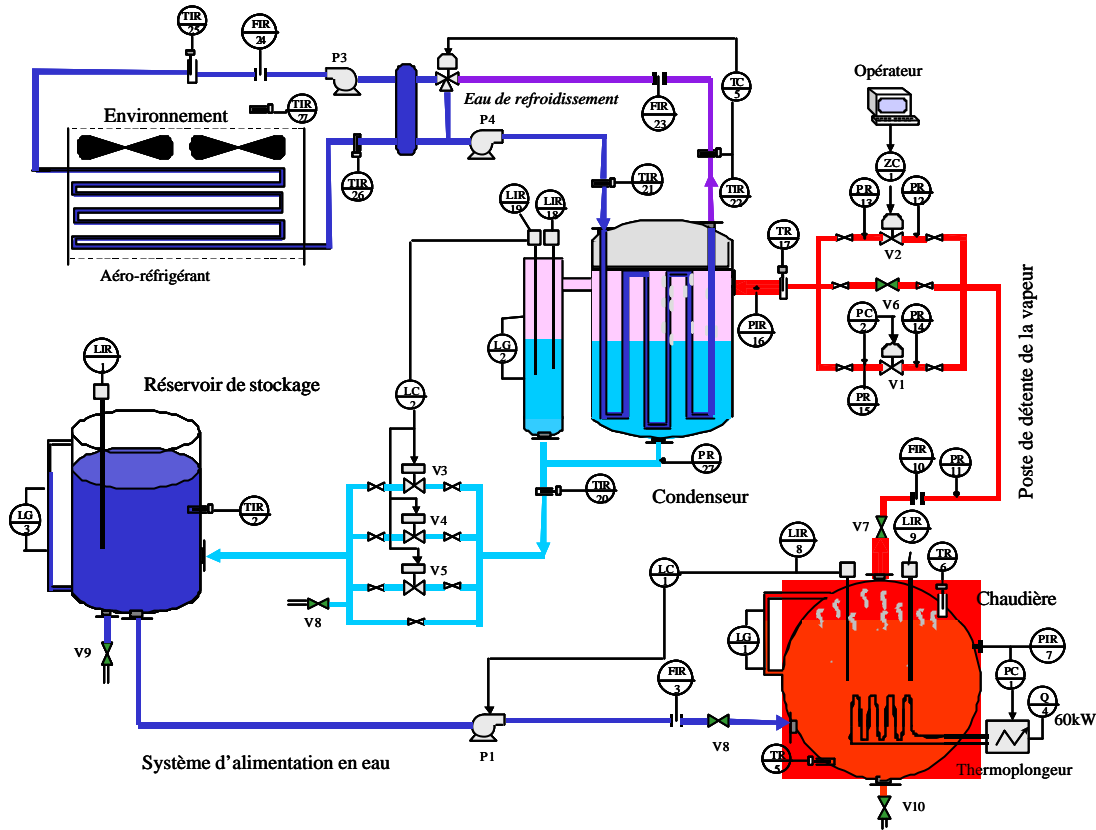 TIR
25
FIR
24
P3
TC
5
Opérateur
Eau de refroidissement
FIR
23
TIR
27
Environnement
P4
ZC
1
TIR
26
TIR
21
TIR
22
PR
13
PR
12
LIR
19
LIR
18
TR
17
V2
Aéro-réfrigérant
V6
PIR
16
PC
2
PR
14
LG
2
V1
PR
15
LIR
1
Réservoir de stockage
LC
2
Poste de détente de la vapeur
V3
PR
27
FIR
10
PR
11
TIR
20
Condenseur
LG
3
TIR
2
V4
V7
LIR
9
LIR
8
V5
LC
1
TR
6
Chaudière
V8
LG
1
PIR
7
V9
FIR
3
PC
1
Q
4
60kW
P1
V8
Système d’alimentation en eau
TR
5
Thermoplongeur
V10